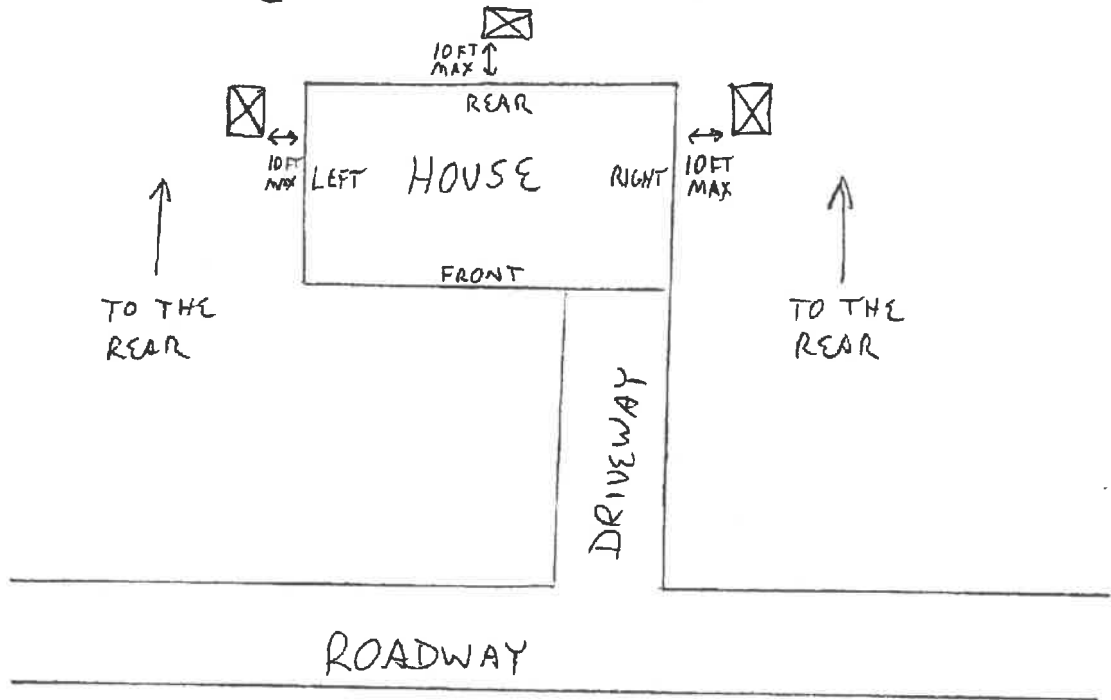 10FT
MAX
REAR
10FT
MAX
LEFT
HOUSE
RIGHT
10FT
MAX
FRONT
TO THE
REAR
TO THE
REAR
DRIVEWAY
ROADWAY